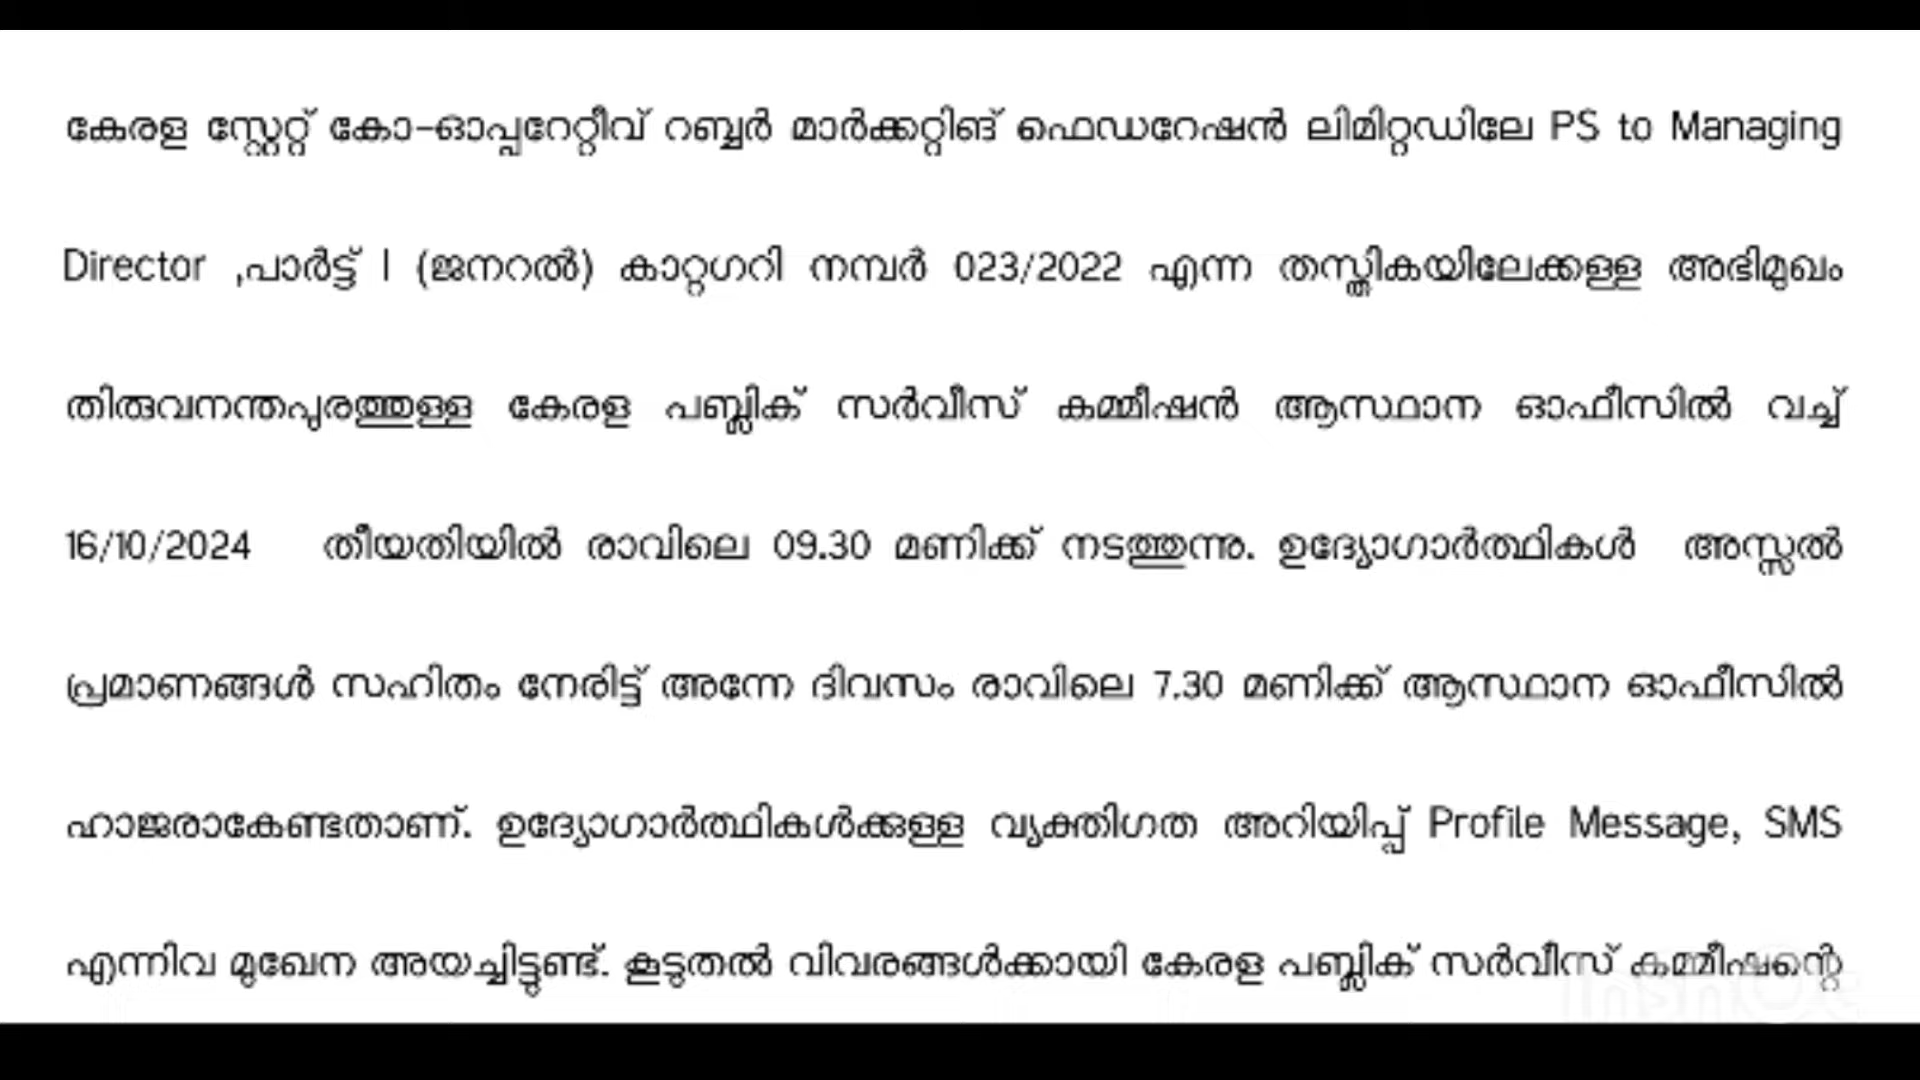 കേരള സ്റ്റേറ്റ് കോ-ഓപ്പറേറ്റീവ് റബ്ബർ മാർക്കറ്റിങ് ഫെഡറേഷൻ ലിമിറ്റഡിലേ PS to Managing
Director ,പാർട്ട് I (ജനറൽ) കാറ്റഗറി നമ്പർ 023/2022 എന്ന തസ്തികയിലേക്കള്ള അഭിമുഖം
തിരുവനന്തപുരത്തുള്ള കേരള പബ്ലിക് സർവീസ് കമ്മീഷൻ ആസ്ഥാന ഓഫീസിൽ വച്ച്
16/10/2024 തീയതിയിൽ രാവിലെ 09.30 മണിക്ക് നടത്തുന്നു. ഉദ്യോഗാർത്ഥികൾ അസ്സൽ
പ്രമാണങ്ങൾ സഹിതം നേരിട്ട് അന്നേ ദിവസം രാവിലെ 7.30 മണിക്ക് ആസ്ഥാന ഓഫീസിൽ
ഹാജരാകേണ്ടതാണ്. ഉദ്യോഗാർത്ഥികൾക്കുള്ള വ്യക്തിഗത അറിയിപ്പ് Profile Message, SMS
എന്നിവ മുഖേന അയച്ചിട്ടുണ്ട്. കൂടുതൽ വിവരങ്ങൾക്കായി കേരള പബ്ലിക് സർവീസ് കമ്മീഷന്റെ